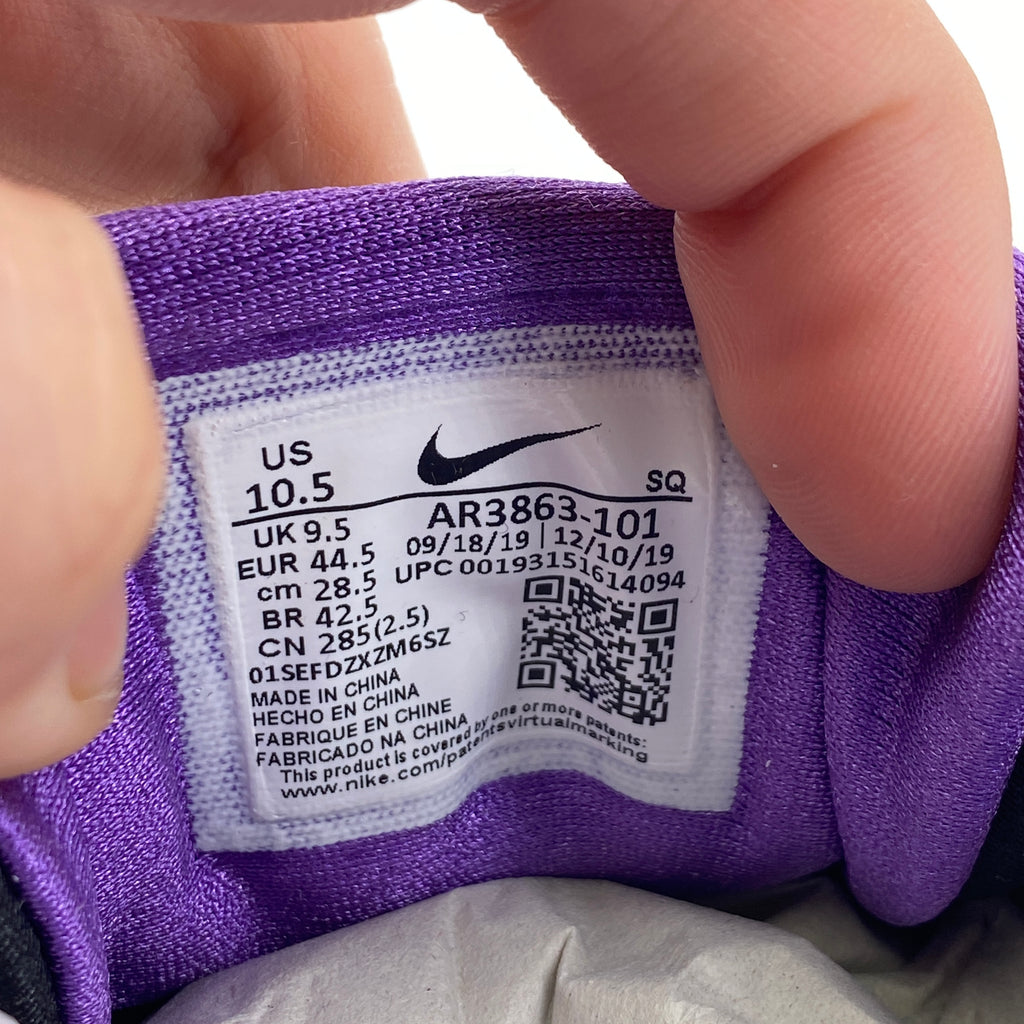 US
10.5
SQ
UK 9.5
EUR 44.5
cm 28.5
BR 42.5
CN 285(2.5)
01SEFDZXZM6SZ
AR3863-101
09/18/19 | 12/10/19
UPC 00193151614094
MADE IN CHINA
HECHO EN CHINA
FABRIQUE EN CHINE
FABRICADO NA CHINA
This product is covered by one or more patents:
www.nike.com/patentsvirtualmarking